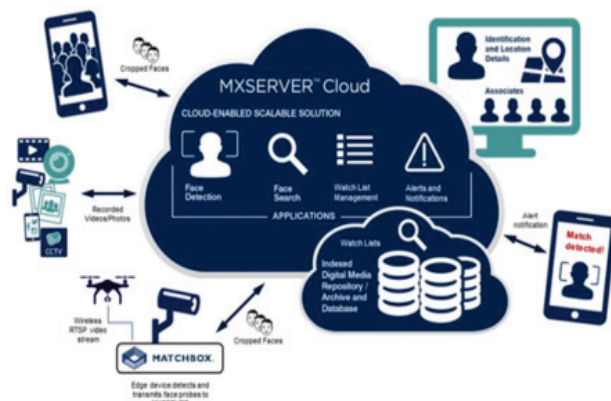 Cropped Faces
MXSERVER™ Cloud
CLOUD-ENABLED SCALABLE SOLUTION
Face
Detection
Face
Search
Watch List
Management
Alerts and
Notifications
APPLICATIONS
Identification
and Location
Details
Associates
Recorded
Videos/Photos
CCTV
Watch Lists
Indexed
Digital Media
Repository /
Archive and
Database
Alert
notification
Match
detected!
Wireless
RTSP video
stream
MATCHBOX.
Cropped Faces
Edge device detects and
transmits face probes to